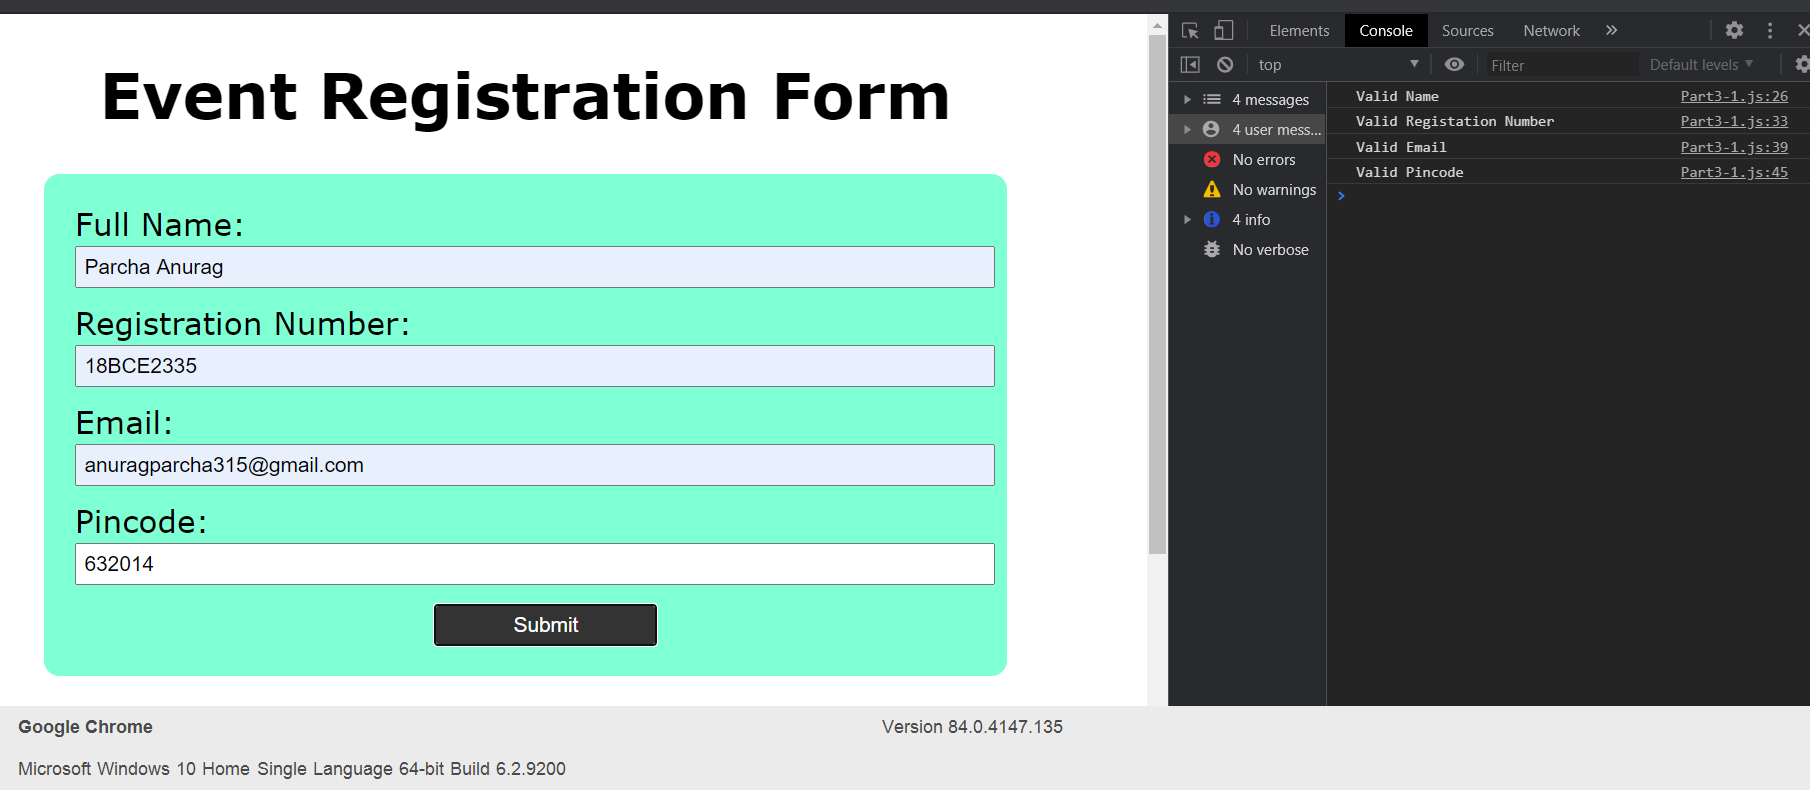 Event Registration Form
Full Name:
Parcha Anurag
Registration Number:
18BCE2335
Email:
anuragparcha315@gmail.com
Pincode:
632014
Submit
Elements Console Sources Network »
top Filter Default levels
4 messages
4 user mess...
No errors
No warnings
4 info
No verbose
Valid Name Part3-1.js:26
Valid Registation Number Part3-1.js:33
Valid Email Part3-1.js:39
Valid Pincode Part3-1.js:45
Google Chrome Version 84.0.4147.135
Microsoft Windows 10 Home Single Language 64-bit Build 6.2.9200